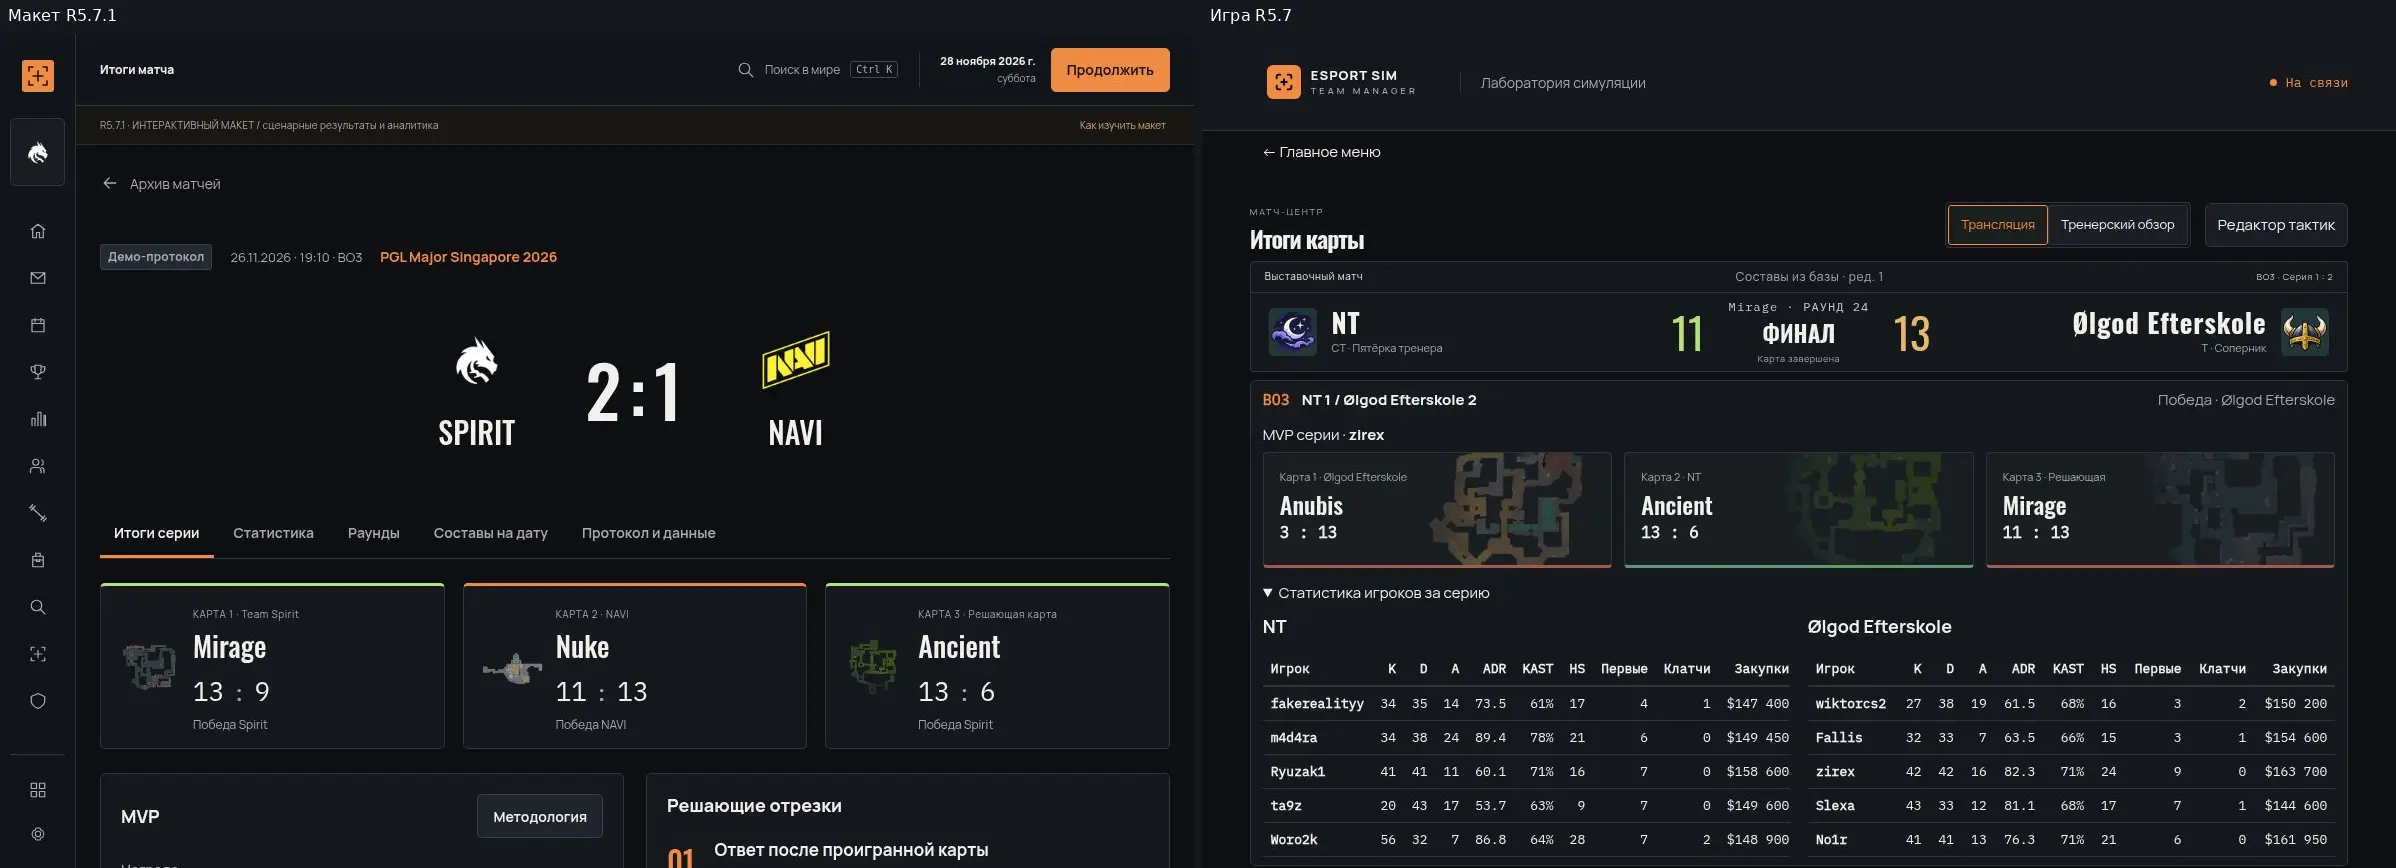 Макет R5.7.1
Итоги матча
Поиск в мире
Ctrl K
28 ноября 2026 г.
суббота
Продолжить
R5.7.1 · ИНТЕРАКТИВНЫЙ МАКЕТ / сценарные результаты и аналитика
Как изучить макет
← Архив матчей
Демо-протокол
26.11.2026 · 19:10 · BO3
PGL Major Singapore 2026
NAVI
2:1
SPIRIT
NAVI
Итоги серии
Статистика
Раунды
Составы на дату
Протокол и данные
КАРТА 1 · Team Spirit
Mirage
13 : 9
Победа Spirit
КАРТА 2 · NAVI
Nuke
11 : 13
Победа NAVI
КАРТА 3 · Решающая карта
Ancient
13 : 6
Победа Spirit
MVP
Методология
Решающие отрезки
01
Ответ после проигранной карты
Игра R5.7
ESPORT SIM
TEAM MANAGER
Лаборатория симуляции
На связи
← Главное меню
МАТЧ-ЦЕНТР
Итоги карты
Трансляция
Тренерский обзор
Редактор тактик
Выставочный матч
Составы из базы · ред. 1
BO3 · Серия 1 : 2
NT
CT · Пятёрка тренера
11
Mirage · РАУНД 24
ФИНАЛ
Карта завершена
13
Ølgod Efterskole
T · Соперник
BO3 NT 1 / Ølgod Efterskole 2
Победа · Ølgod Efterskole
MVP серии · zirex
Карта 1 · Ølgod Efterskole
Anubis
3 : 13
Карта 2 · NT
Ancient
13 : 6
Карта 3 · Решающая
Mirage
11 : 13
▼ Статистика игроков за серию
NT
Игрок K D A ADR KAST HS Первые Клатчи Закупки
fakerealityy 34 35 14 73.5 61% 17 4 1 $147 400
m4d4ra 34 38 24 89.4 78% 21 6 0 $149 450
Ryuzak1 41 41 11 60.1 71% 16 7 0 $158 600
ta9z 20 43 17 53.7 63% 9 7 0 $149 600
Woro2k 56 32 7 86.8 64% 28 7 2 $148 900
Ølgod Efterskole
Игрок K D A ADR KAST HS Первые Клатчи Закупки
wiktorcs2 27 38 19 61.5 68% 16 3 2 $150 200
Fallis 32 33 7 63.5 66% 15 3 1 $154 600
zirex 42 42 16 82.3 71% 24 9 0 $163 700
Slexa 43 33 12 81.1 68% 17 7 1 $144 600
No1r 41 41 13 76.3 71% 21 6 0 $161 950